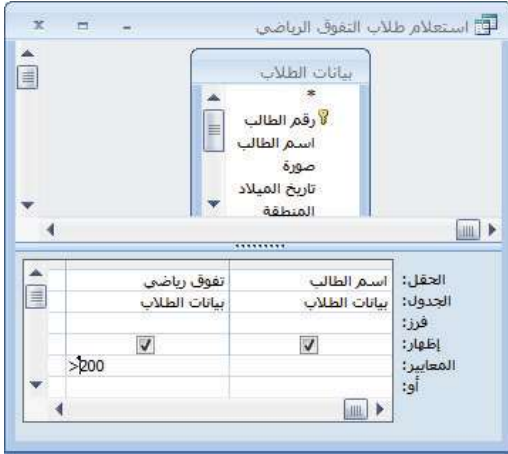 استعلام طلاب التفوق الرياضي
بيانات الطلاب
*
رقم الطالب
اسم الطالب
صورة
تاريخ الميلاد
المنطقة
الحقل: اسم الطالب تفوق رياضي
الجدول: بيانات الطلاب بيانات الطلاب
فرز:
إظهار:
المعايير: >200
أو: